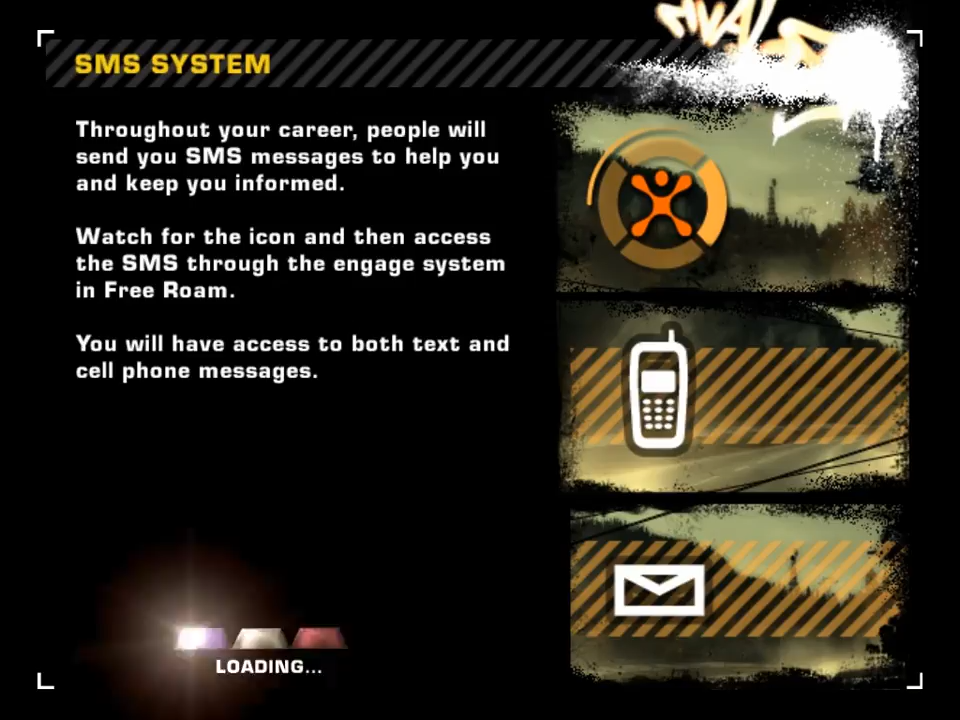 SMS SYSTEM
Throughout your career, people will
send you SMS messages to help you
and keep you informed.
Watch for the icon and then access
the SMS through the engage system
in Free Roam.
You will have access to both text and
cell phone messages.
LOADING...